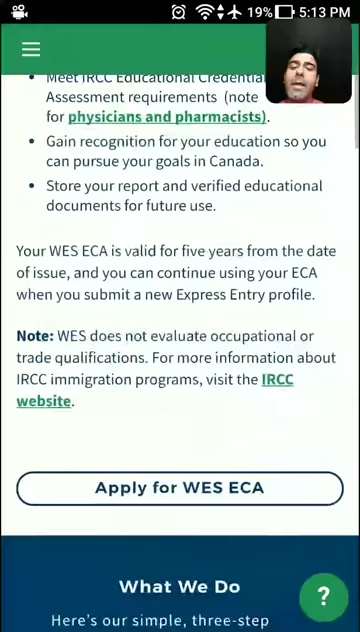 19% 5:13 PM
Meet IRCC Educational Credential
Assessment requirements (note
for physicians and pharmacists).
Gain recognition for your education so you
can pursue your goals in Canada.
Store your report and verified educational
documents for future use.
Your WES ECA is valid for five years from the date
of issue, and you can continue using your ECA
when you submit a new Express Entry profile.
Note: WES does not evaluate occupational or
trade qualifications. For more information about
IRCC immigration programs, visit the IRCC
website.
Apply for WES ECA
What We Do
?
Here's our simple, three-step